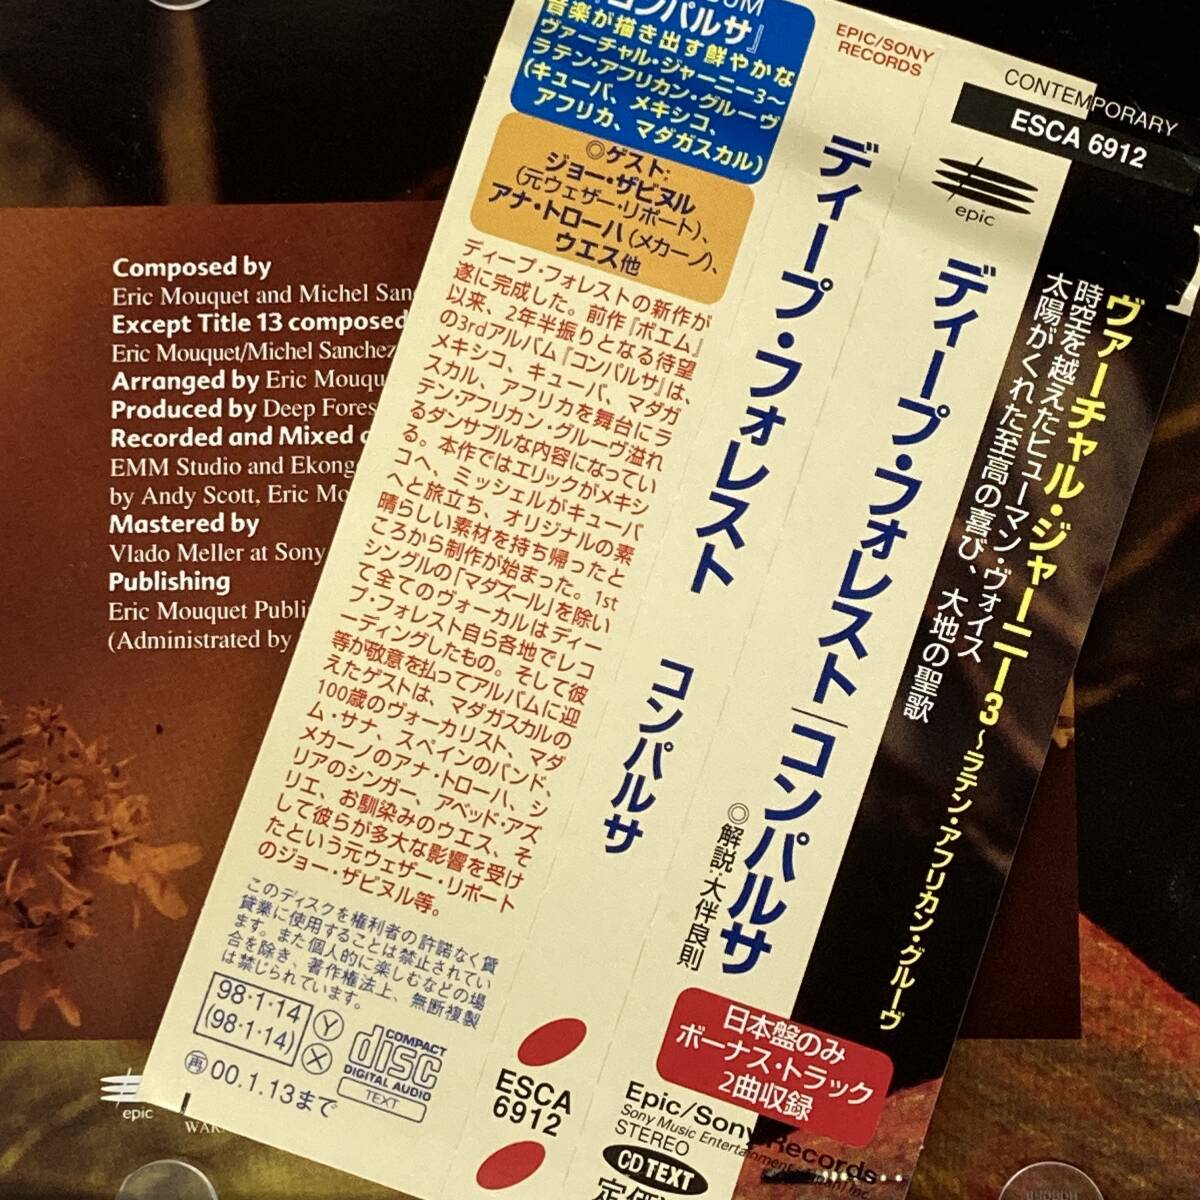 Composed by
Eric Mouquet and Michel San
Except Title 13 composed
Eric Mouquet/Michel Sanchez
Arranged by Eric Mouqu
Produced by Deep Fores
Recorded and Mixed
EMM Studio and Ekong
by Andy Scott, Eric Mo
Mastered by
Vlado Meller at Sony
Publishing
Eric Mouquet Publi
(Administrated by
epic
『コンパルサ』
音楽が描き出す鮮やかな
ヴァーチャル・ジャーニー3〜
ラテン・アフリカン・グルーヴ
(キューバ、メキシコ、
アフリカ、マダガスカル)
◎ゲスト:
ジョー・ザビヌル
(元ウェザー・リポート)、
アナ・トローハ(メカーノ)、
ウエス他
ディープ・フォレストの新作が
遂に完成した。前作『ボエム』
以来、2年半振りとなる待望
の3rdアルバム『コンパルサ』は、
メキシコ、キューバ、マダガ
スカル、アフリカを舞台にラ
テン・アフリカン・グルーヴ溢れ
るダンサブルな内容になってい
る。本作ではエリックがメキシ
コへ、ミッシェルがキューバ
へと旅立ち、オリジナルの素
晴らしい素材を持ち帰ったと
ころから制作が始まった。1st
シングルの「マダズール」を除い
て全てのヴォーカルはディー
プ・フォレスト自ら各地でレコ
ーディングしたもの。そして彼
等が敬意を払ってアルバムに迎
えたゲストは、マダガスカルの
100歳のヴォーカリスト、マダ
ム・サナ、スペインのバンド、
メカーノのアナ・トローハ、シ
リアのシンガー、アベッド・アズ
リエ、お馴染みのウエス、そ
して彼らが多大な影響を受け
たという元ウェザー・リポート
のジョー・ザビヌル等。
このディスクを権利者の許諾なく賃
貸業に使用することは禁止されてい
ます。また個人的に楽しむなどの場
合を除き、著作権法上、無断複製
は禁じられています。
98・1・14
(98・1・14)
Y
X
再 00.1.13まで
COMPACT
disc
DIGITAL AUDIO
TEXT
EPIC/SONY
RECORDS
ディープ・フォレスト コンパルサ
ESCA
6912
CONTEMPORARY
ESCA 6912
epic
ディープ・フォレスト/コンパルサ
◎解説:大伴良則
ヴァーチャル・ジャーニー3〜ラテン・アフリカン・グルーヴ
時空を越えたヒューマン・ヴォイス
太陽がくれた至高の喜び、大地の聖歌
日本盤のみ
ボーナス・トラック
2曲収録
Epic/Sony Records
Sony Music Entertainment
STEREO
CD TEXT
定価